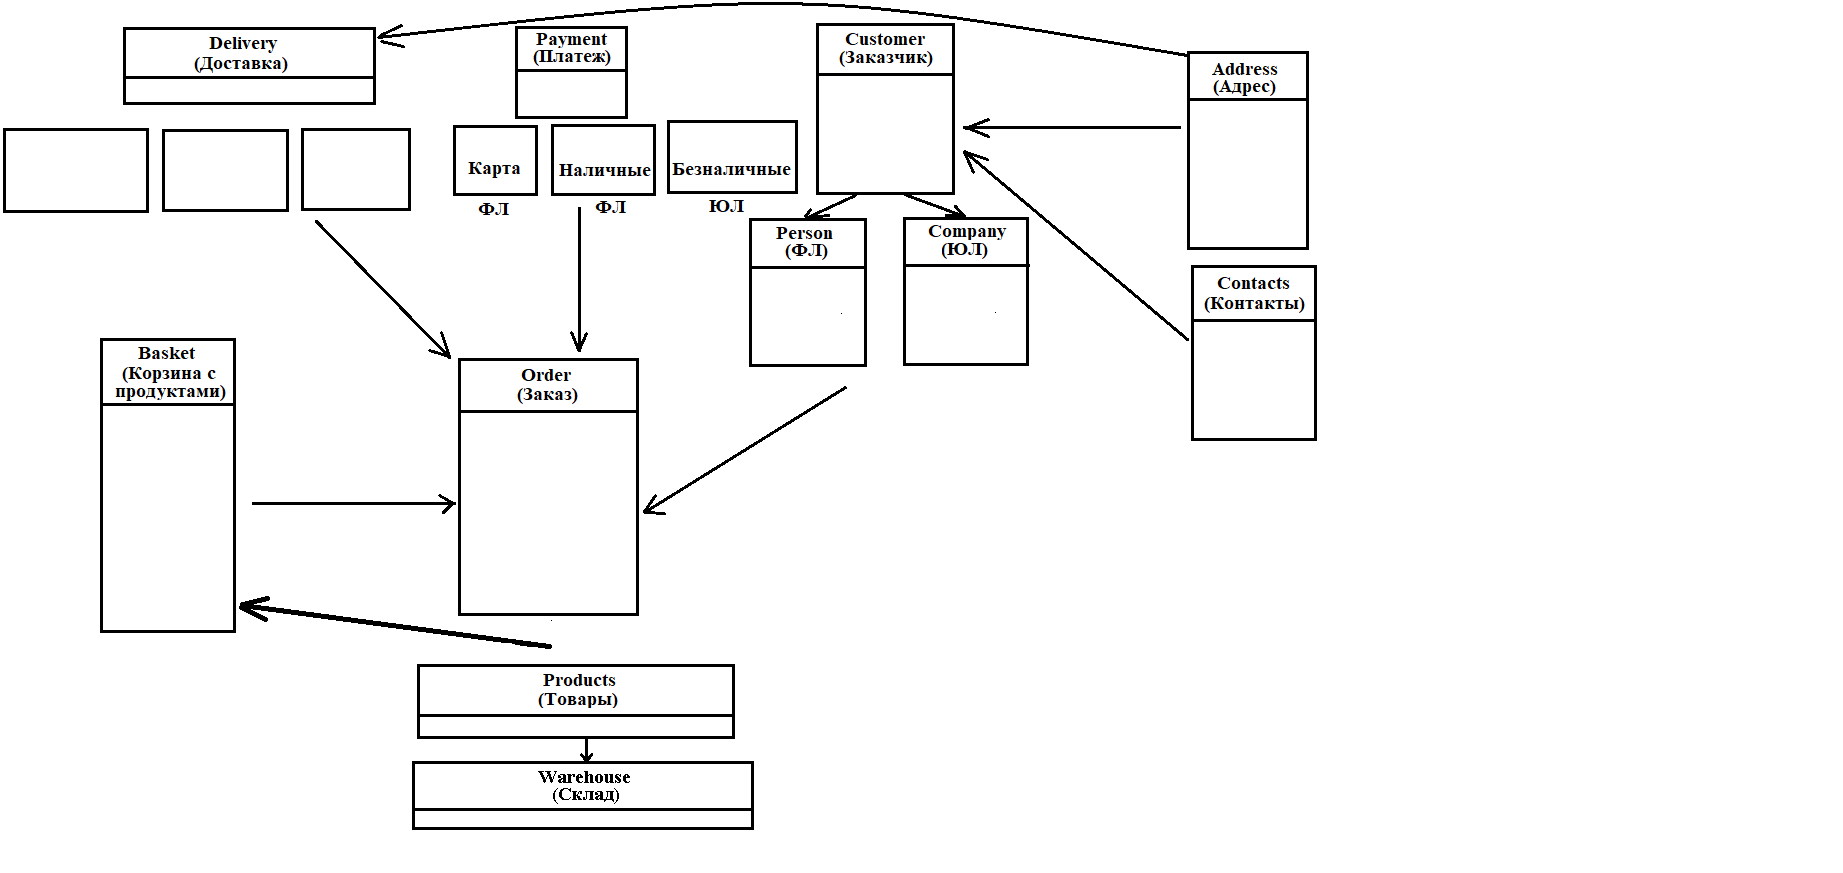 Delivery
(Доставка)
Payment
(Платеж)
Customer
(Заказчик)
Address
(Адрес)
Карта
Наличные
Безналичные
ФЛ
ФЛ
ЮЛ
Person
(ФЛ)
Company
(ЮЛ)
Contacts
(Контакты)
Basket
(Корзина с
продуктами)
Order
(Заказ)
Products
(Товары)
Warehouse
(Склад)